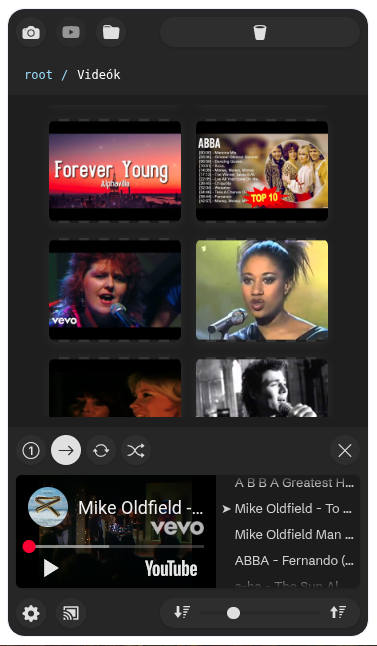 root / Videók
Forever Young
Alphaville
ABBA
TOP 10
vevo
1
Mike Oldfield -...
vevo
YouTube
A B B A Greatest H...
➤ Mike Oldfield - To ...
Mike Oldfield Man ...
ABBA - Fernando (...
a-ha - The Sun Al...